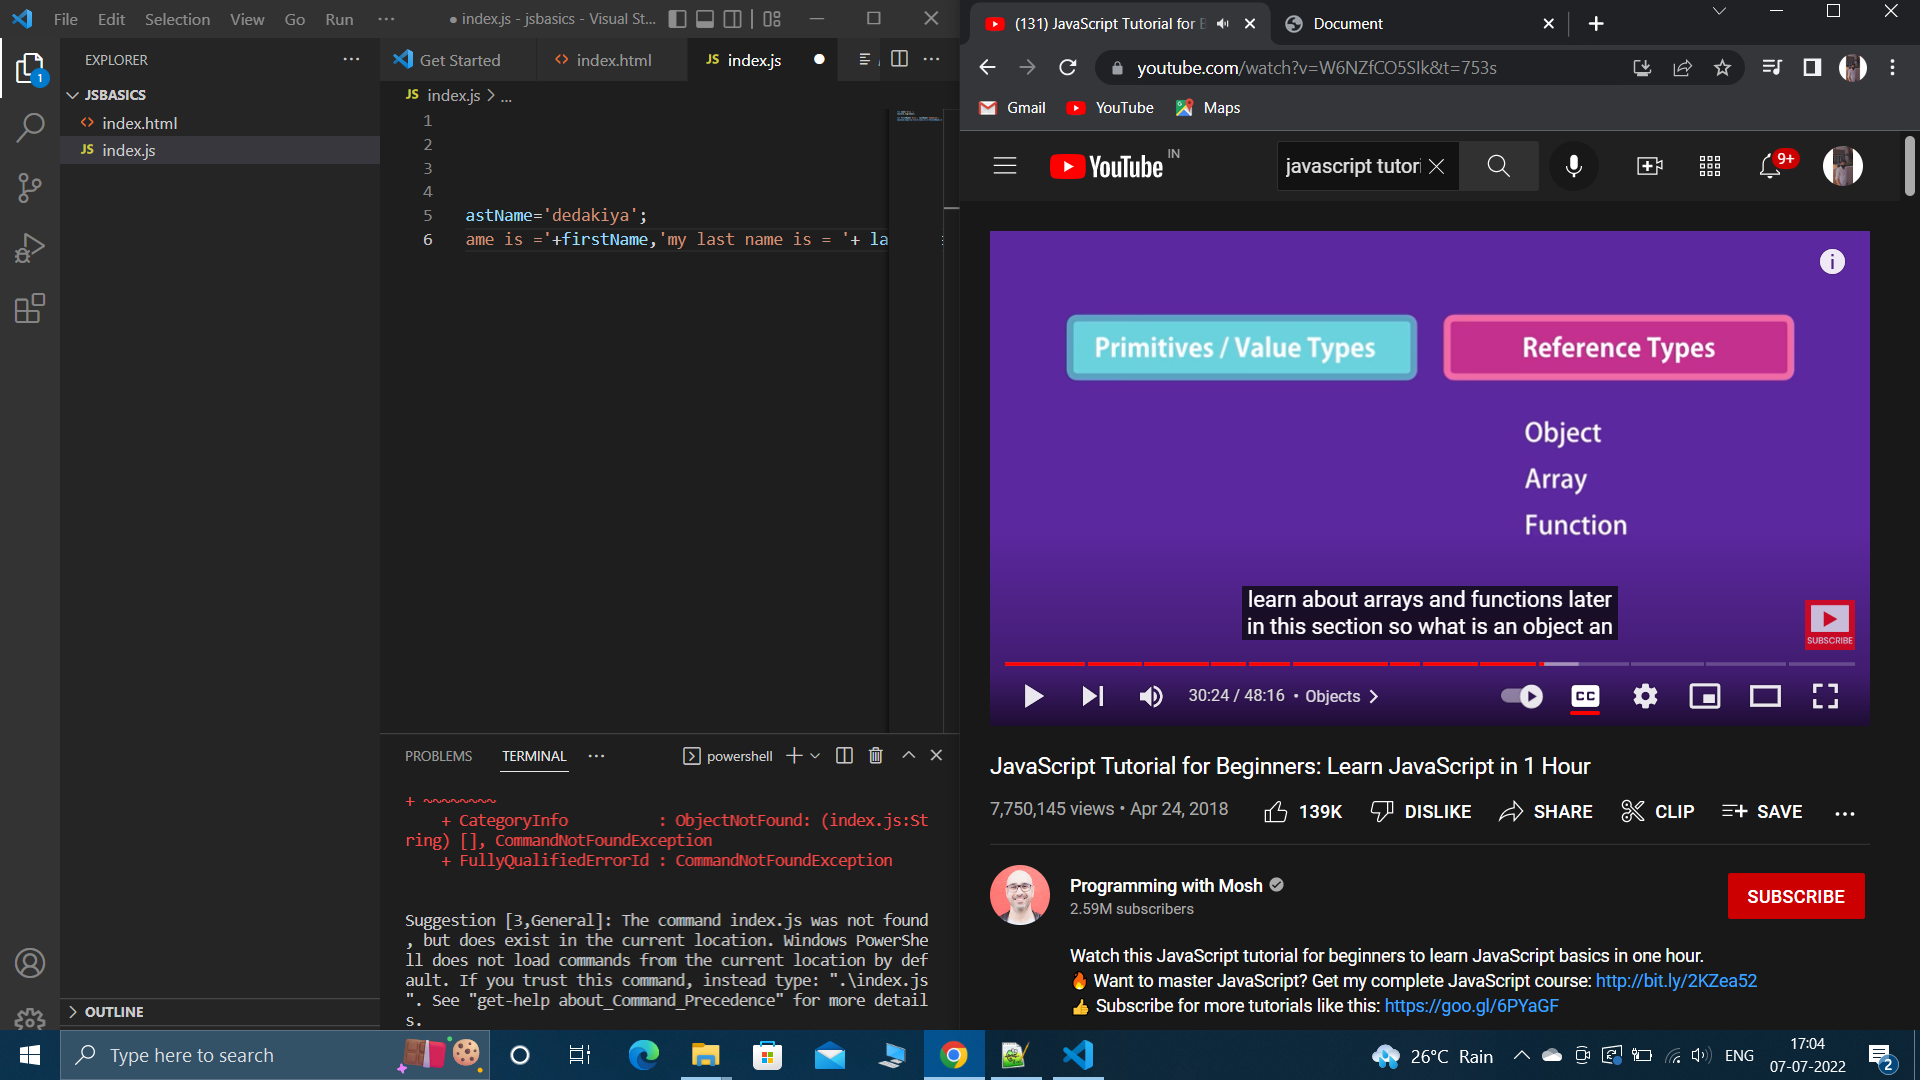 File Edit Selection View Go Run ···
● index.js - jsbasics - Visual St...
EXPLORER ···
JSBASICS
<> index.html
JS index.js
OUTLINE
1
Get Started
<> index.html
JS index.js ●
JS index.js > ...
1
2
3
4
5 astName='dedakiya';
6 ame is ='+firstName,'my last name is = '+ la
PROBLEMS TERMINAL ··· powershell
+ ~~~~~~~~
+ CategoryInfo : ObjectNotFound: (index.js:St
ring) [], CommandNotFoundException
+ FullyQualifiedErrorId : CommandNotFoundException
Suggestion [3,General]: The command index.js was not found
, but does exist in the current location. Windows PowerShe
ll does not load commands from the current location by def
ault. If you trust this command, instead type: ".\index.js
". See "get-help about_Command_Precedence" for more detail
s.
(131) JavaScript Tutorial for B
Document
youtube.com/watch?v=W6NZfCO5SIk&t=753s
Gmail YouTube Maps
YouTube IN
javascript tutori
9+
Primitives / Value Types
Reference Types
Object
Array
Function
learn about arrays and functions later
in this section so what is an object an
SUBSCRIBE
30:24 / 48:16 • Objects >
CC
JavaScript Tutorial for Beginners: Learn JavaScript in 1 Hour
7,750,145 views • Apr 24, 2018
139K DISLIKE SHARE CLIP SAVE ...
Programming with Mosh
2.59M subscribers
SUBSCRIBE
Watch this JavaScript tutorial for beginners to learn JavaScript basics in one hour.
🔥 Want to master JavaScript? Get my complete JavaScript course: http://bit.ly/2KZea52
👍 Subscribe for more tutorials like this: https://goo.gl/6PYaGF
Type here to search
26°C Rain
ENG
17:04
07-07-2022
2